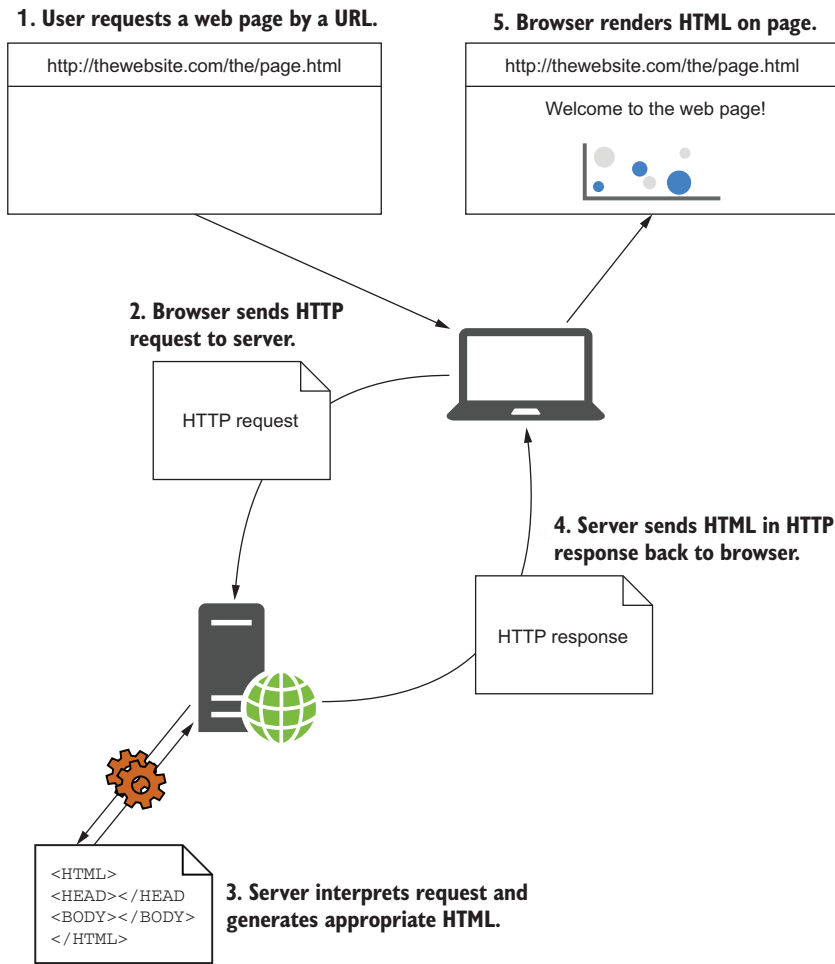 1. User requests a web page by a URL.
http://thewebsite.com/the/page.html
5. Browser renders HTML on page.
http://thewebsite.com/the/page.html
Welcome to the web page!
2. Browser sends HTTP
request to server.
HTTP request
4. Server sends HTML in HTTP
response back to browser.
HTTP response
<HTML>
<HEAD></HEAD
<BODY></BODY>
</HTML>
3. Server interprets request and
generates appropriate HTML.